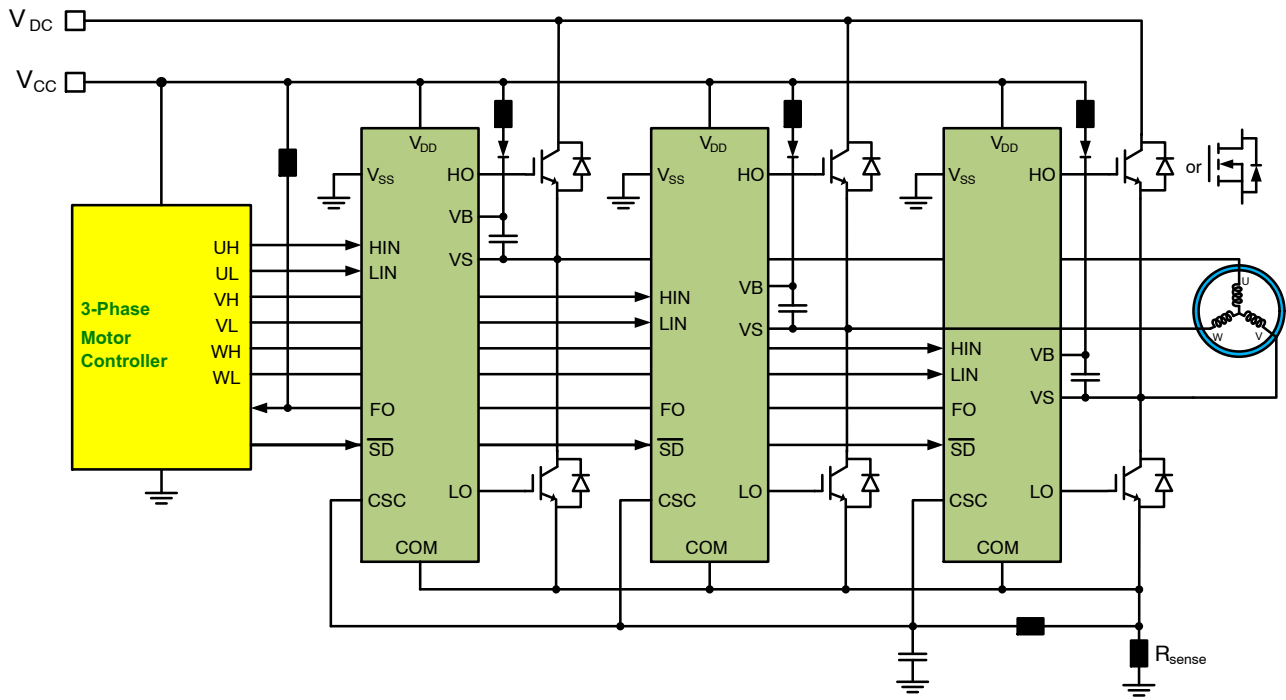 V DC
V CC
3-Phase
Motor
Controller
UH
UL
VH
VL
WH
WL
VDD
VSS
HO
VB
VS
HIN
LIN
FO
SD
LO
CSC
COM
VDD
VSS
HO
VB
VS
HIN
LIN
FO
SD
LO
CSC
COM
VDD
VSS
HO
VB
VS
HIN
LIN
FO
SD
LO
CSC
COM
or
U
W
V
Rsense